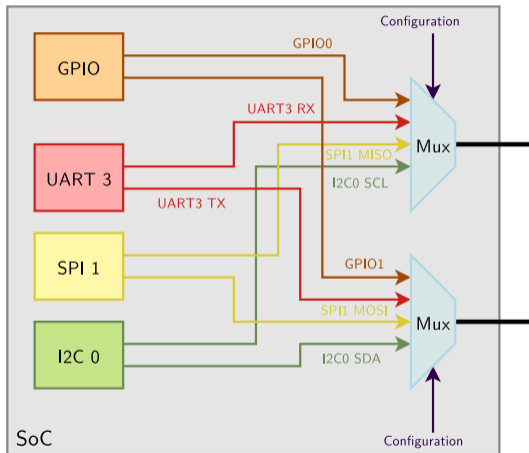 Configuration
GPIO0
GPIO
UART3 RX
Mux
SPI1 MISO
UART 3
I2C0 SCL
UART3 TX
GPIO1
SPI 1
SPI1 MOSI
Mux
I2C 0
I2C0 SDA
SoC
Configuration